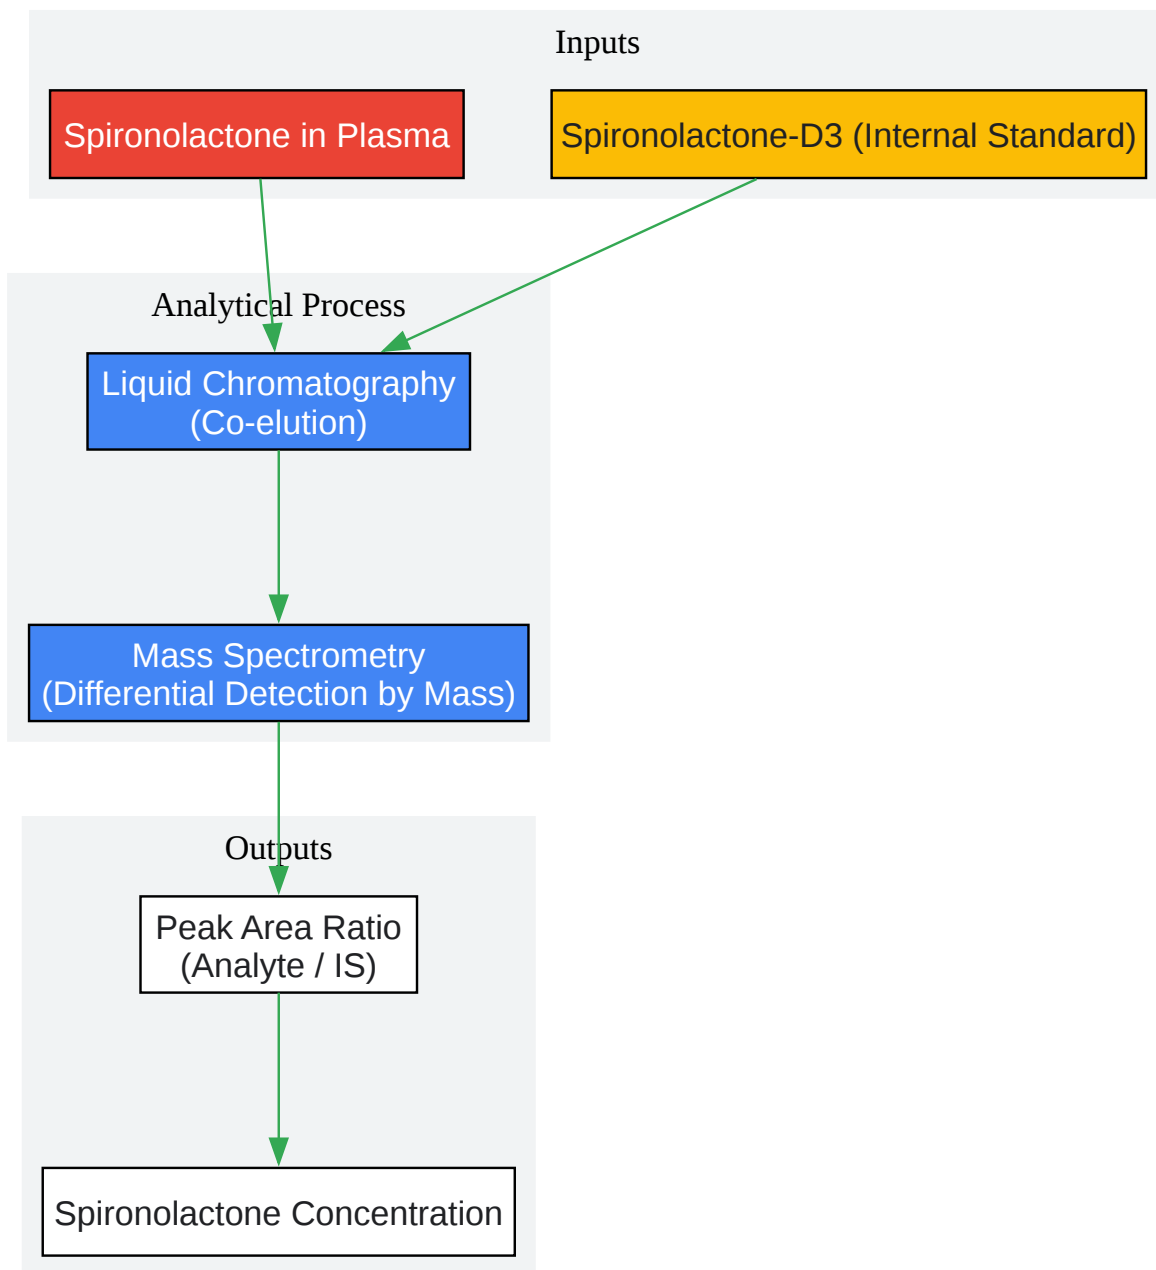 Inputs
Spironolactone in Plasma
Spironolactone-D3 (Internal Standard)
Analytical Process
Liquid Chromatography
(Co-elution)
Mass Spectrometry
(Differential Detection by Mass)
Outputs
Peak Area Ratio
(Analyte / IS)
Spironolactone Concentration